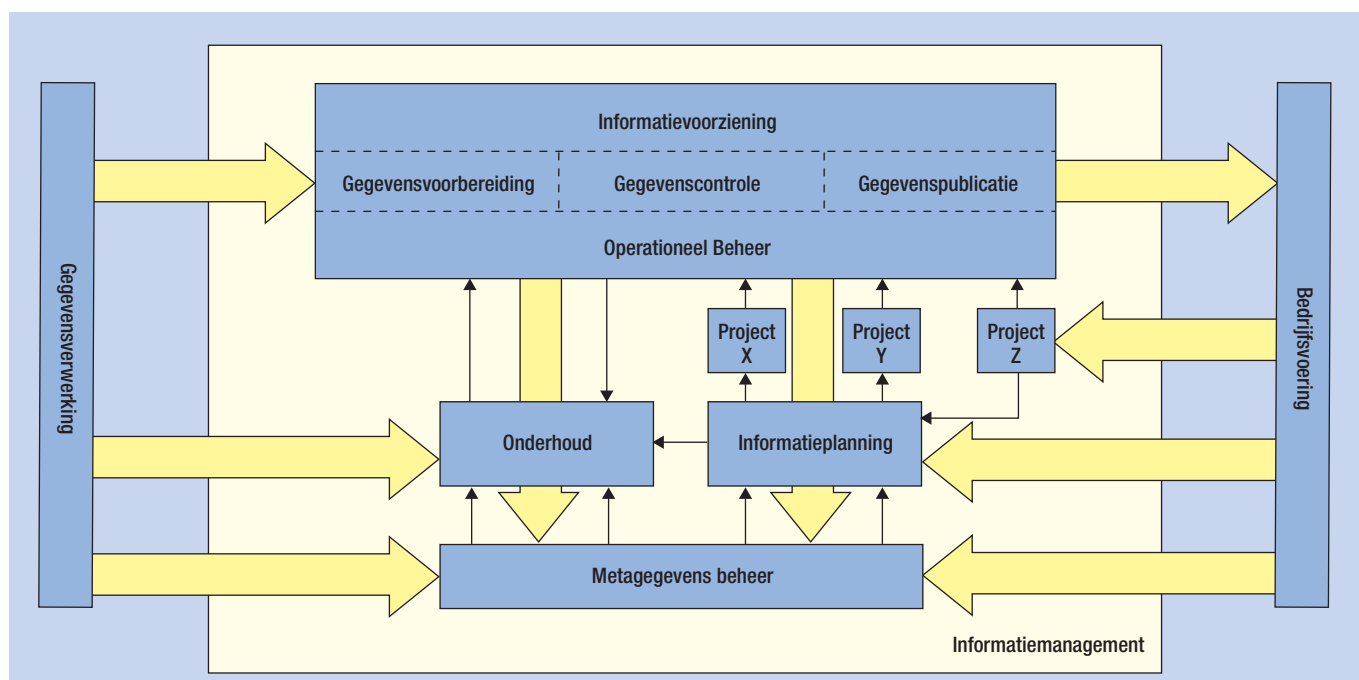 Informatievoorziening
Gegevensvoorbereiding
Gegevenscontrole
Gegevenspublicatie
Operationeel Beheer
Gegevensverwerking
Project
X
Project
Y
Project
Z
Bedrijfsvoering
Onderhoud
Informatieplanning
Metagegevens beheer
Informatiemanagement